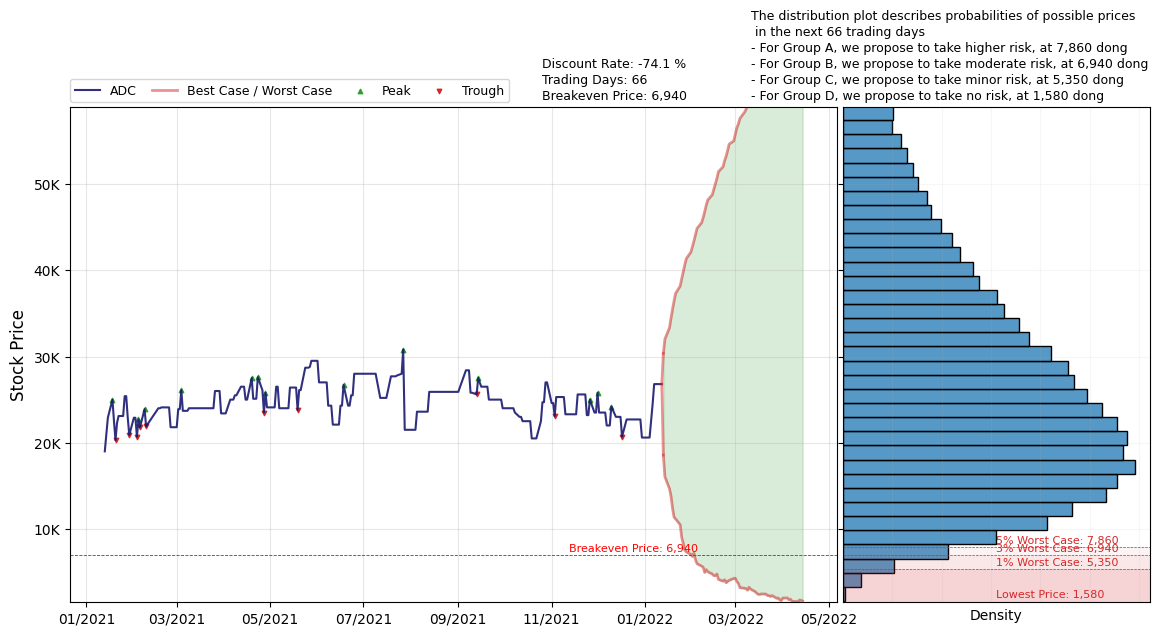 The distribution plot describes probabilities of possible prices
in the next 66 trading days
- For Group A, we propose to take higher risk, at 7,860 dong
- For Group B, we propose to take moderate risk, at 6,940 dong
- For Group C, we propose to take minor risk, at 5,350 dong
- For Group D, we propose to take no risk, at 1,580 dong
Discount Rate: -74.1 %
Trading Days: 66
Breakeven Price: 6,940
ADC Best Case / Worst Case Peak Trough
Stock Price
50K
40K
30K
20K
10K
Breakeven Price: 6,940
5% Worst Case: 7,860
3% Worst Case: 6,940
1% Worst Case: 5,350
Lowest Price: 1,580
01/2021 03/2021 05/2021 07/2021 09/2021 11/2021 01/2022 03/2022 05/2022
Density